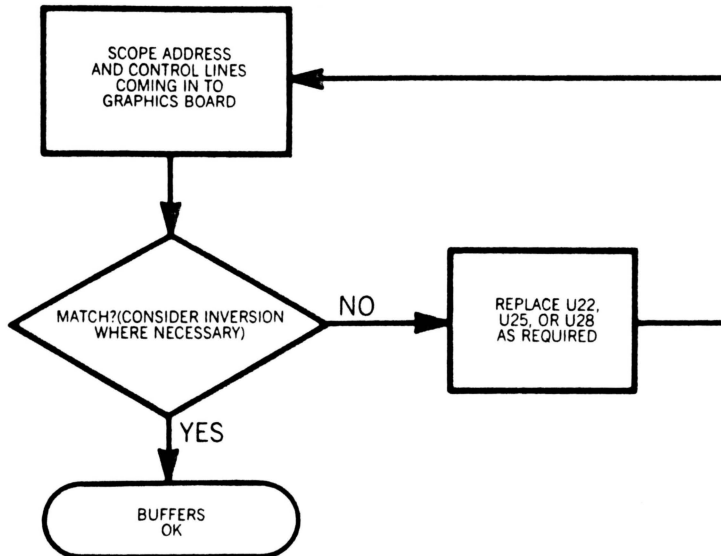 SCOPE ADDRESS
AND CONTROL LINES
COMING IN TO
GRAPHICS BOARD
MATCH?(CONSIDER INVERSION
WHERE NECESSARY)
NO
REPLACE U22,
U25, OR U28
AS REQUIRED
YES
BUFFERS
OK